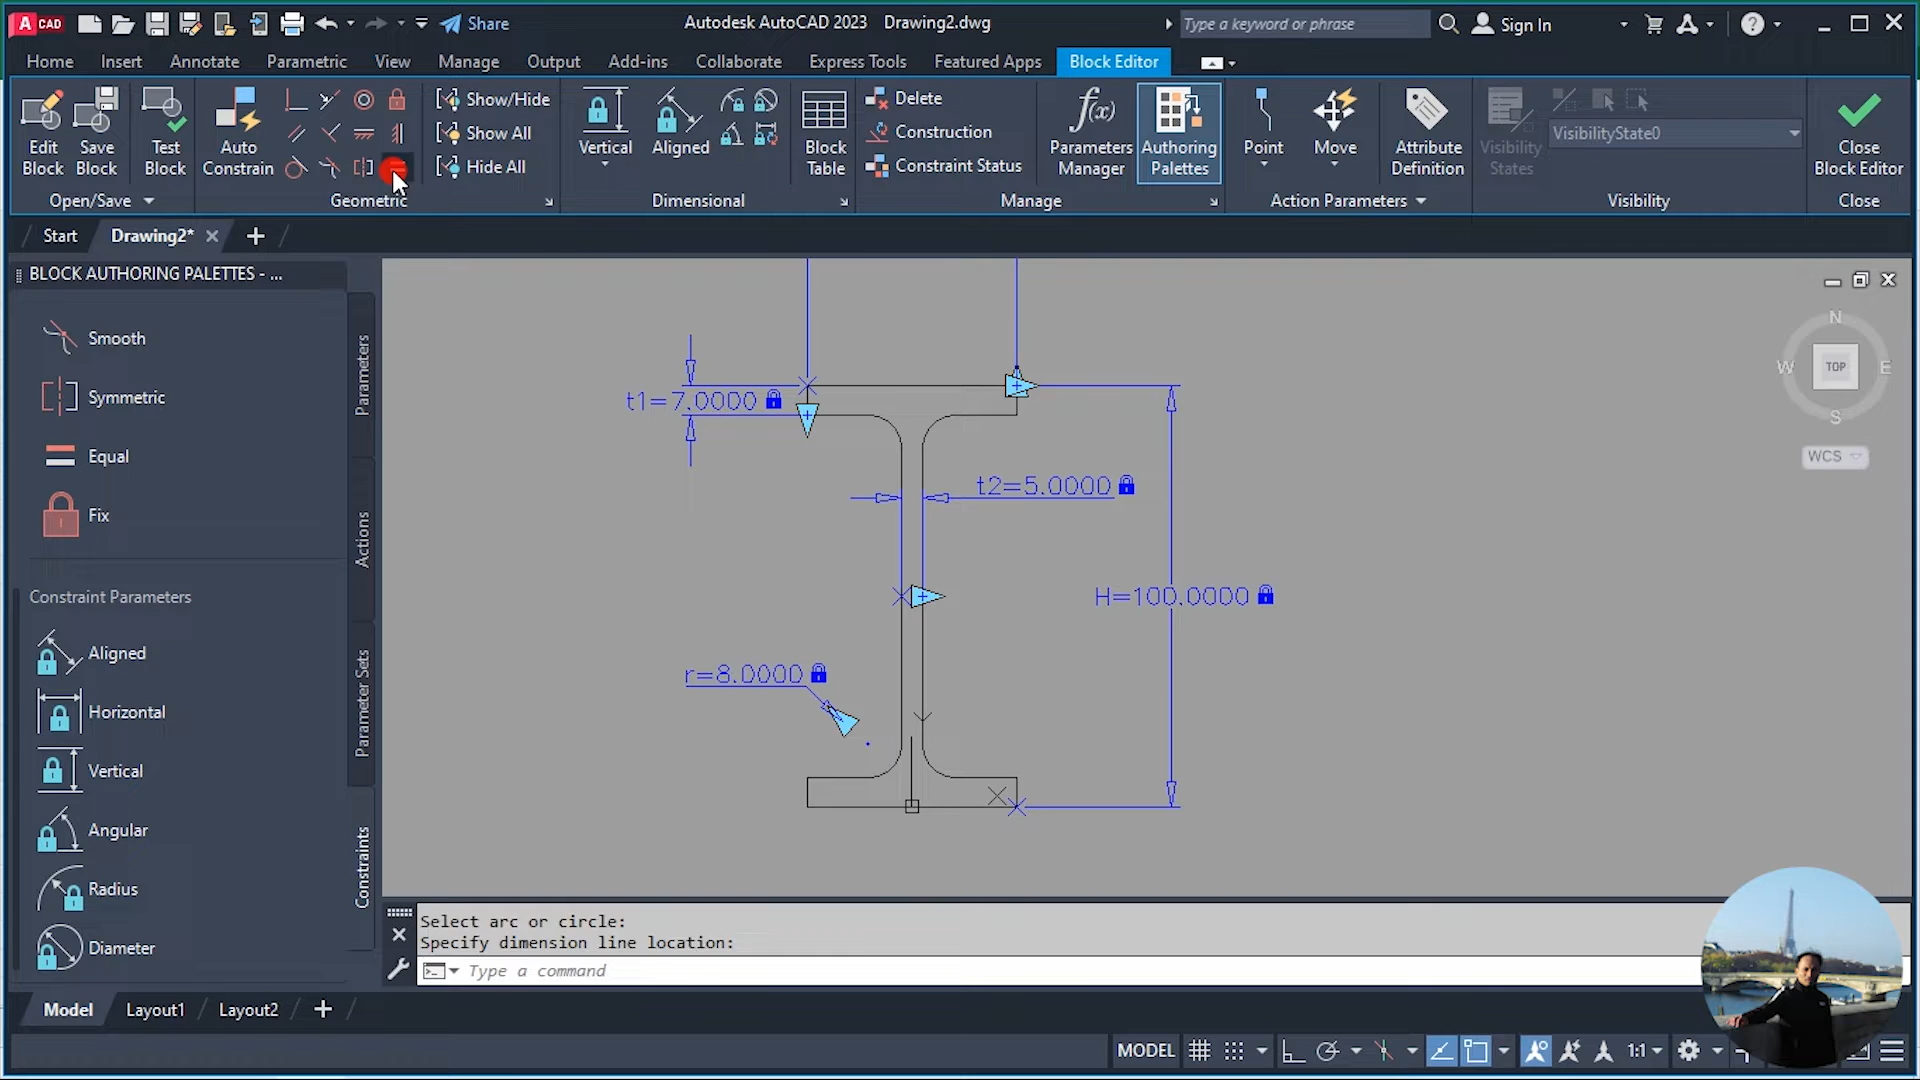 A CAD
Share
Autodesk AutoCAD 2023 Drawing2.dwg
Type a keyword or phrase
Sign In
Home
Insert
Annotate
Parametric
View
Manage
Output
Add-ins
Collaborate
Express Tools
Featured Apps
Block Editor
Edit Block
Save Block
Test Block
Open/Save
Auto Constrain
Geometric
Show/Hide
Show All
Hide All
Vertical
Aligned
Dimensional
Block Table
Delete
Construction
Constraint Status
Manage
f(x)
Parameters Manager
Authoring Palettes
Point
Move
Action Parameters
Attribute Definition
Visibility States
VisibilityState0
Visibility
Close Block Editor
Close
Start
Drawing2*
BLOCK AUTHORING PALETTES - ...
Smooth
Symmetric
Equal
Fix
Constraint Parameters
Aligned
Horizontal
Vertical
Angular
Radius
Diameter
Parameters
Actions
Parameter Sets
Constraints
t1=7.0000
t2=5.0000
H=100.0000
r=8.0000
N
W
TOP
E
S
WCS
Select arc or circle:
Specify dimension line location:
Type a command
Model
Layout1
Layout2
MODEL
1:1